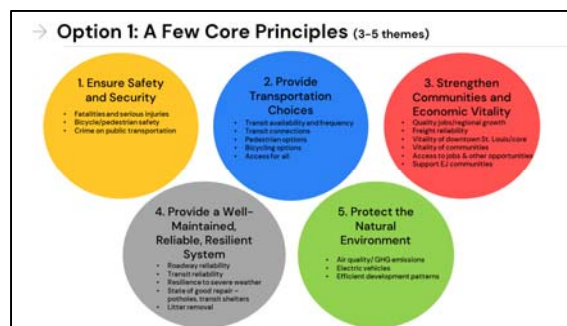 → Option 1: A Few Core Principles (3-5 themes)
1. Ensure Safety
and Security
• Fatalities and serious injuries
• Bicycle/pedestrian safety
• Crime on public transportation
2. Provide
Transportation
Choices
• Transit availability and frequency
• Transit connections
• Pedestrian options
• Bicycling options
• Access for all
3. Strengthen
Communities and
Economic Vitality
• Quality jobs/regional growth
• Freight reliability
• Vitality of downtown St. Louis/core
• Vitality of communities
• Access to jobs & other opportunities
• Support EJ communities
4. Provide a Well-
Maintained,
Reliable, Resilient
System
• Roadway reliability
• Transit reliability
• Resilience to severe weather
• State of good repair –
potholes, transit shelters
• Litter removal
5. Protect the
Natural
Environment
• Air quality/ GHG emissions
• Electric vehicles
• Efficient development patterns